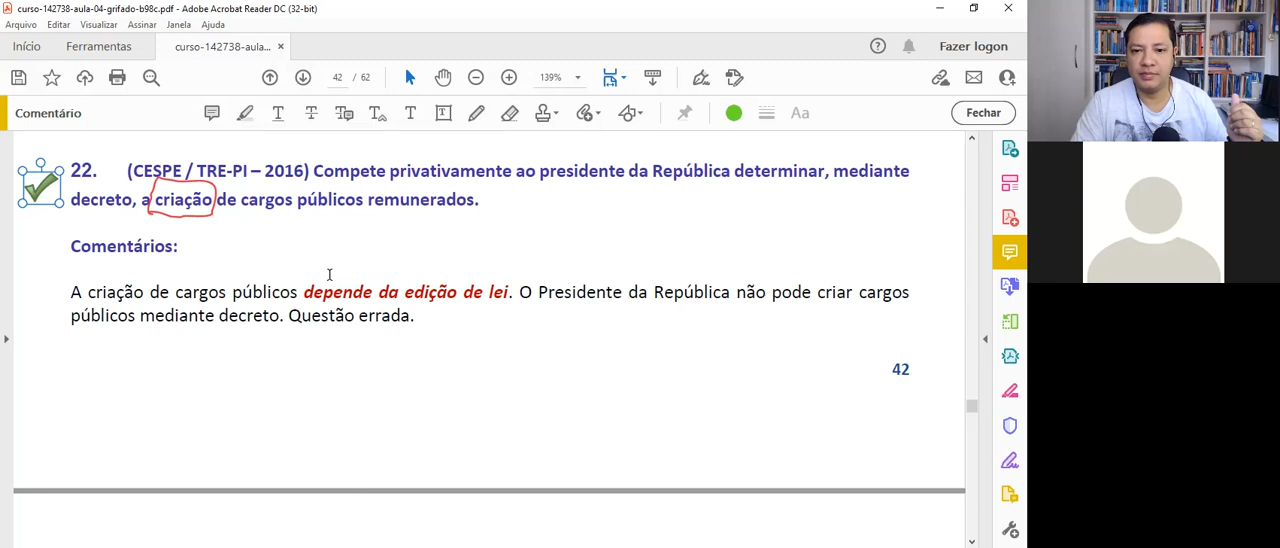 curso-142738-aula-04-grifado-b98c.pdf - Adobe Acrobat Reader DC (32-bit)
Arquivo Editar Visualizar Assinar Janela Ajuda
Início Ferramentas curso-142738-aula... × Fazer logon
42 / 62 139%
Comentário Aa Fechar
22. (CESPE / TRE-PI – 2016) Compete privativamente ao presidente da República determinar, mediante
decreto, a criação de cargos públicos remunerados.
Comentários:
A criação de cargos públicos depende da edição de lei. O Presidente da República não pode criar cargos
públicos mediante decreto. Questão errada.
42